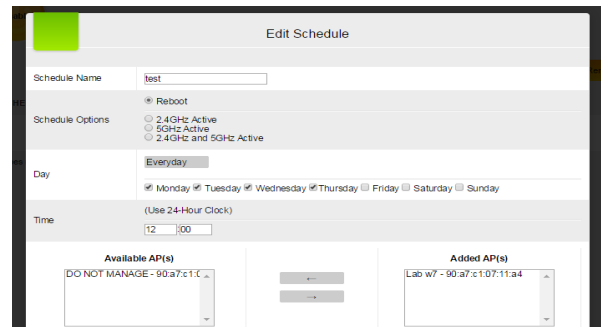 Edit Schedule
Schedule Name test
Schedule Options
Reboot
2.4GHz Active
5GHz Active
2.4GHz and 5GHz Active
Day
Everyday
Monday Tuesday Wednesday Thursday Friday Saturday Sunday
Time
(Use 24-Hour Clock)
12 :00
Available AP(s)
DO NOT MANAGE - 90:a7:c1:0
← 
→
Added AP(s)
Lab w7 - 90:a7:c1:07:11:a4